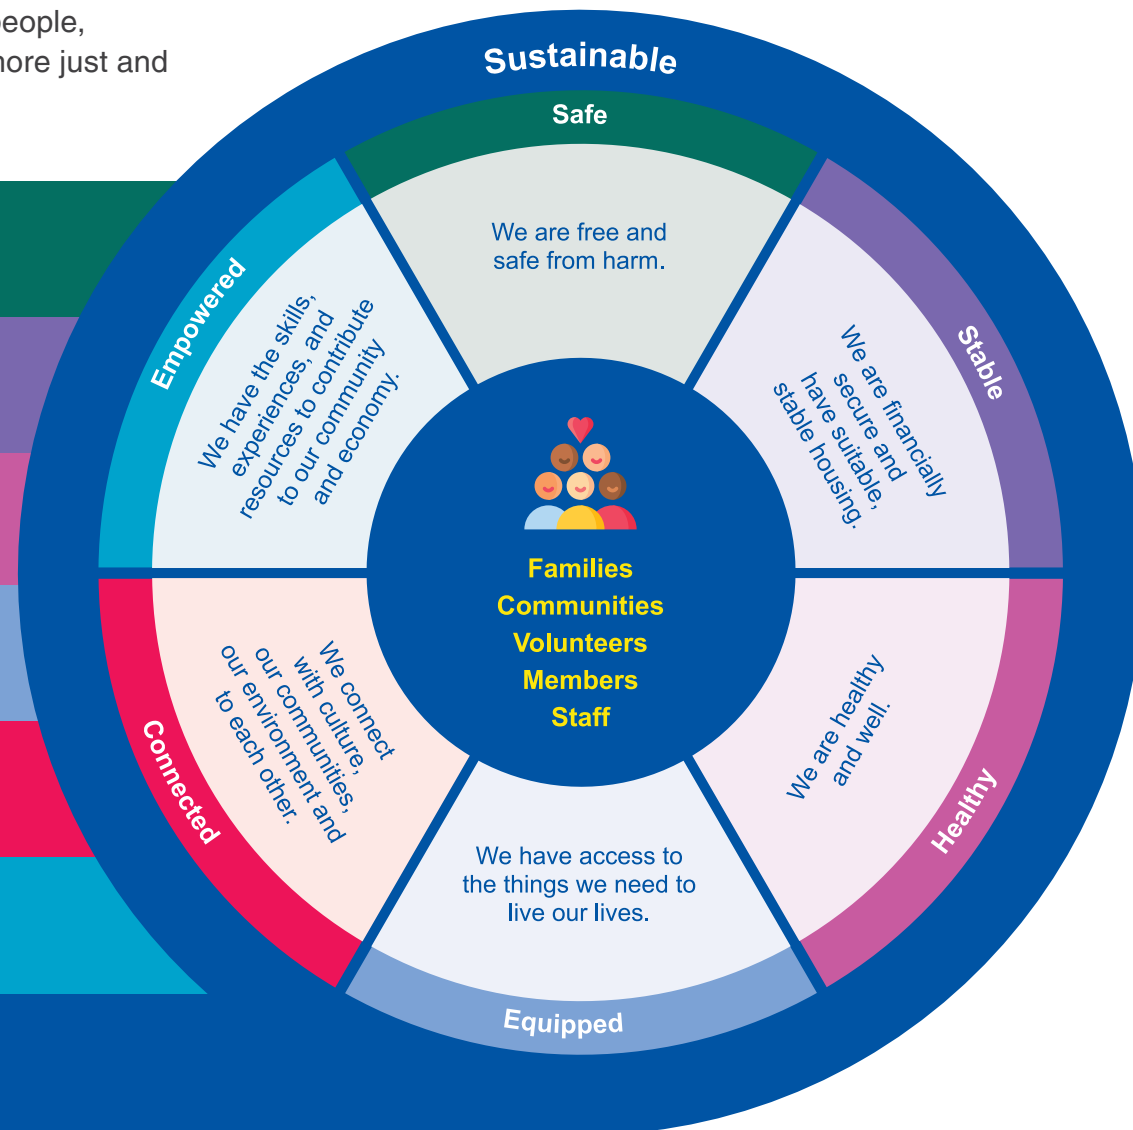 people,
more just and
Sustainable
Safe
We are free and
safe from harm.
Stable
We are financially
secure and
have suitable,
stable housing.
Healthy
We are healthy
and well.
Equipped
We have access to
the things we need to
live our lives.
Connected
We connect
with culture,
our communities,
our environment and
to each other.
Empowered
We have the skills,
experiences, and
resources to contribute
to our community
and economy.
Families
Communities
Volunteers
Members
Staff